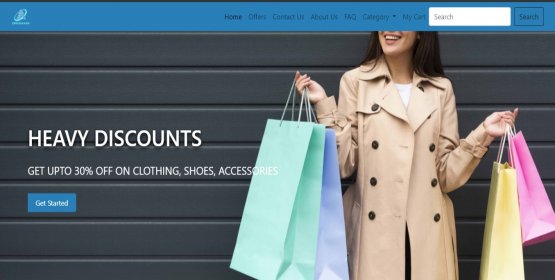 Home Offers Contact Us About Us FAQ Category My Cart Search Search
HEAVY DISCOUNTS
GET UPTO 30% OFF ON CLOTHING, SHOES, ACCESSORIES
Get Started